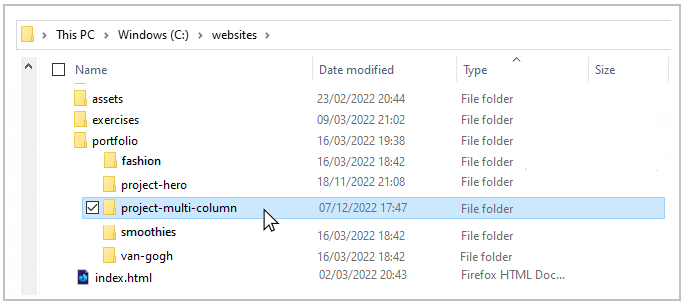 This PC > Windows (C:) > websites >
Name Date modified Type Size
assets 23/02/2022 20:44 File folder
exercises 09/03/2022 21:02 File folder
portfolio 16/03/2022 19:38 File folder
fashion 16/03/2022 18:42 File folder
project-hero 18/11/2022 21:08 File folder
project-multi-column 07/12/2022 17:47 File folder
smoothies 16/03/2022 18:42 File folder
van-gogh 16/03/2022 18:42 File folder
index.html 02/03/2022 20:43 Firefox HTML Doc...